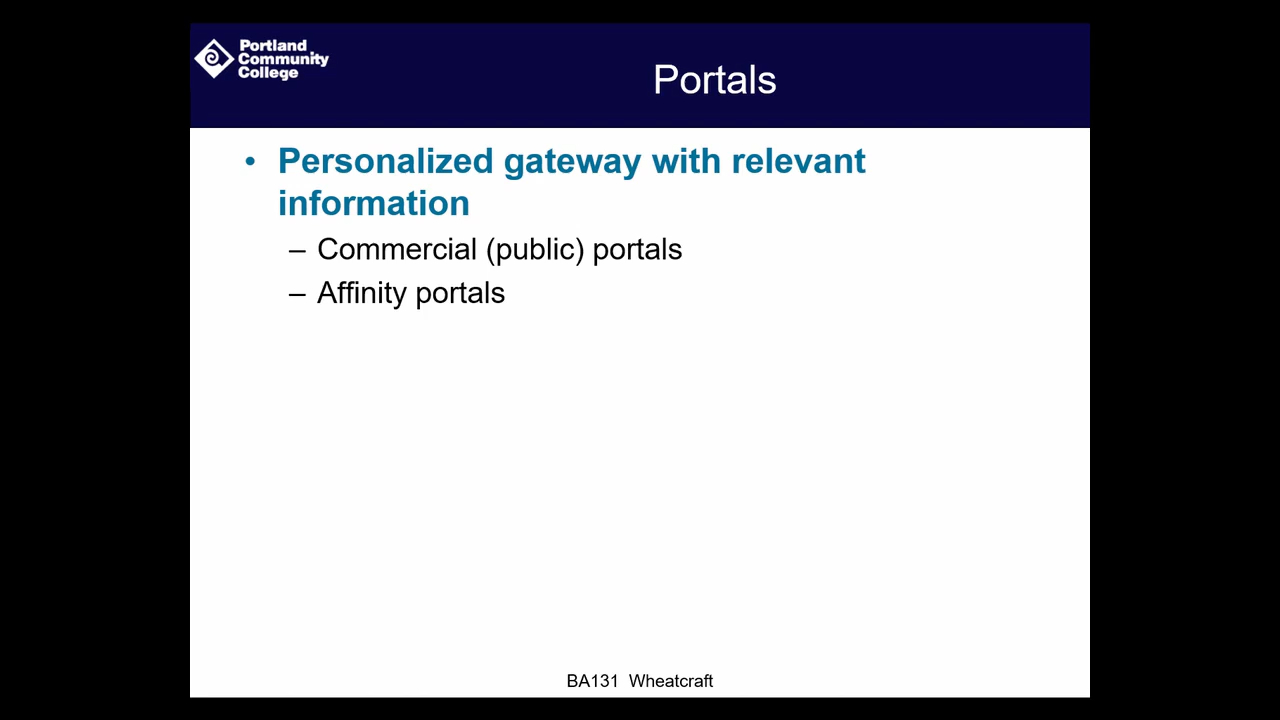 Portland
Community
College
Portals
• Personalized gateway with relevant
information
– Commercial (public) portals
– Affinity portals
BA131 Wheatcraft